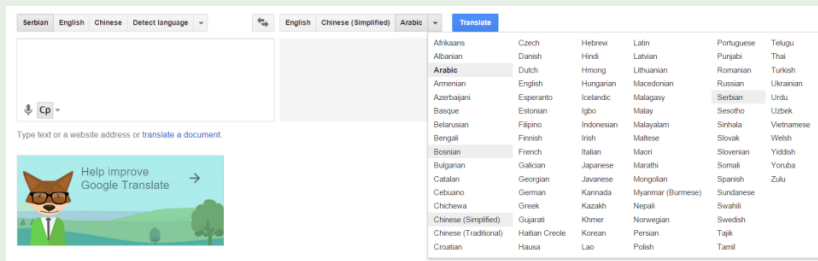 Serbian English Chinese Detect language
English Chinese (Simplified) Arabic Translate
Cp
Type text or a website address or translate a document.
Help improve
Google Translate
Afrikaans Czech Hebrew Latin Portuguese Telugu
Albanian Danish Hindi Latvian Punjabi Thai
Arabic Dutch Hmong Lithuanian Romanian Turkish
Armenian English Hungarian Macedonian Russian Ukrainian
Azerbaijani Esperanto Icelandic Malagasy Serbian Urdu
Basque Estonian Igbo Malay Sesotho Uzbek
Belarusian Filipino Indonesian Malayalam Sinhala Vietnamese
Bengali Finnish Irish Maltese Slovak Welsh
Bosnian French Italian Maori Slovenian Yiddish
Bulgarian Galician Japanese Marathi Somali Yoruba
Catalan Georgian Javanese Mongolian Spanish Zulu
Cebuano German Kannada Myanmar (Burmese) Sundanese
Chichewa Greek Kazakh Nepali Swahili
Chinese (Simplified) Gujarati Khmer Norwegian Swedish
Chinese (Traditional) Haitian Creole Korean Persian Tajik
Croatian Hausa Lao Polish Tamil